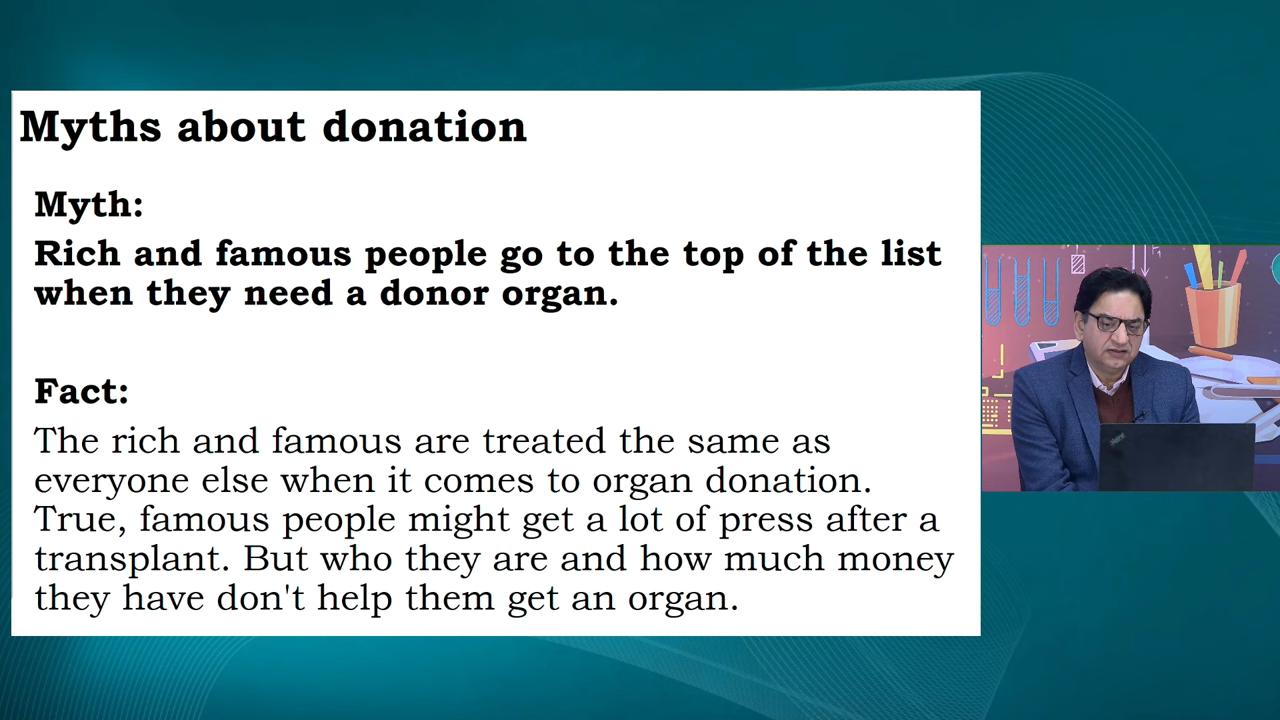 Myths about donation
Myth:
Rich and famous people go to the top of the list
when they need a donor organ.
Fact:
The rich and famous are treated the same as
everyone else when it comes to organ donation.
True, famous people might get a lot of press after a
transplant. But who they are and how much money
they have don't help them get an organ.